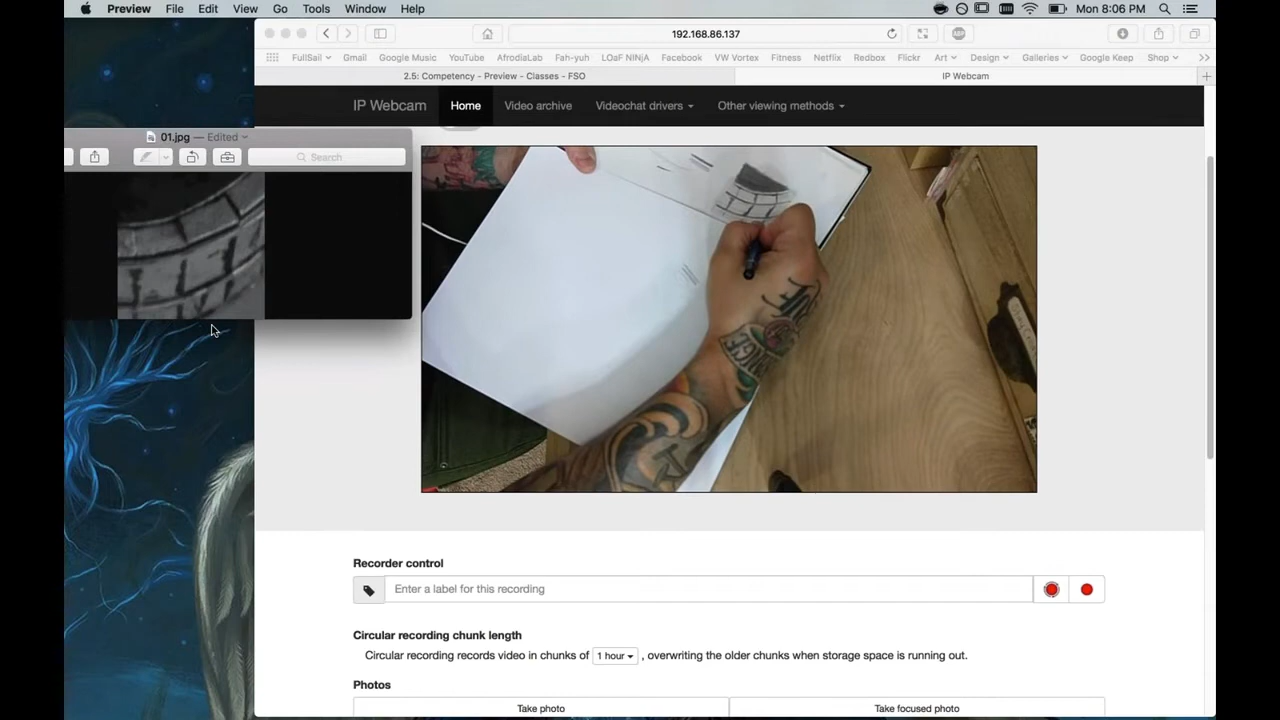 Preview File Edit View Go Tools Window Help Mon 8:06 PM
192.168.86.137
FullSail Gmail Google Music YouTube AfrodiaLab Fah-yuh LOaF NINjA Facebook VW Vortex Fitness Netflix Redbox Flickr Art Design Galleries Google Keep Shop
2.5: Competency - Preview - Classes - FSO IP Webcam
IP Webcam Home Video archive Videochat drivers Other viewing methods
01.jpg — Edited
Search
Recorder control
Enter a label for this recording
Circular recording chunk length
Circular recording records video in chunks of 1 hour , overwriting the older chunks when storage space is running out.
Photos
Take photo Take focused photo